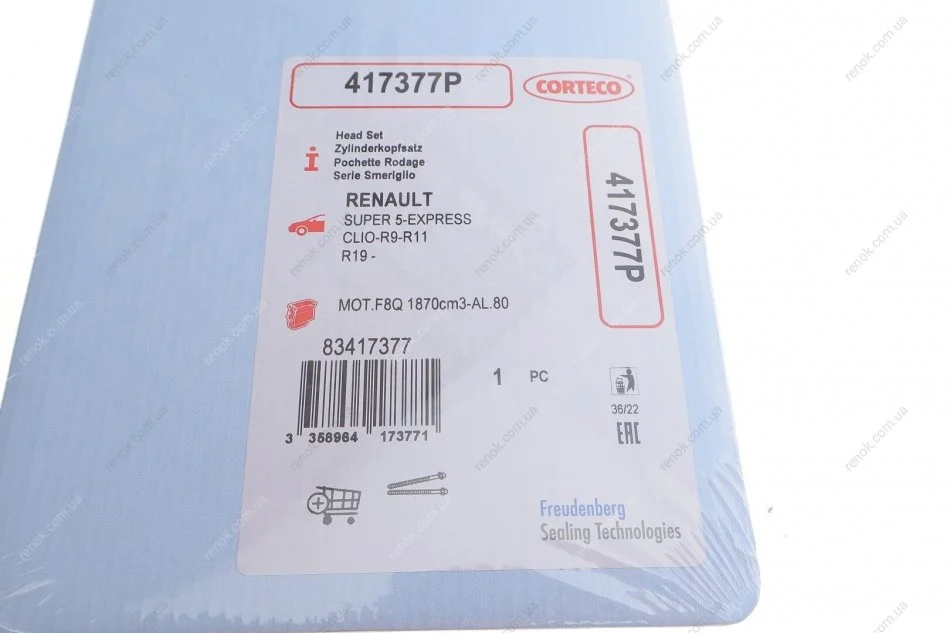 417377P
CORTECO®
Head Set
Zylinderkopfsatz
Pochette Rodage
Serie Smeriglio
417377P
RENAULT
SUPER 5-EXPRESS
CLIO-R9-R11
R19 -
MOT.F8Q 1870cm3-AL.80
83417377
1 PC
36/22
EAC
3 358964 173771
Freudenberg
Sealing Technologies
renok.com.ua